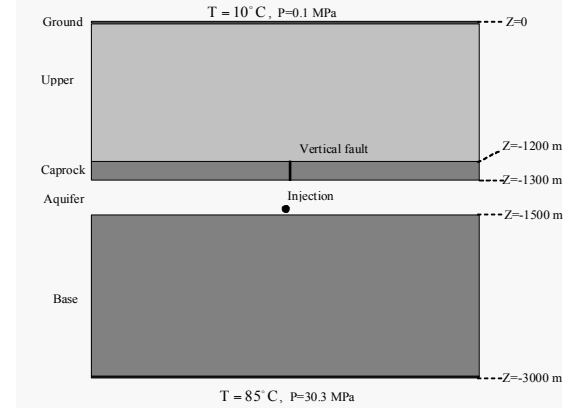 T = 10°C, P=0.1 MPa
Ground
Z=0
Upper
Vertical fault
Z=-1200 m
Caprock
Z=-1300 m
Aquifer
Injection
Z=-1500 m
Base
Z=-3000 m
T = 85°C, P=30.3 MPa